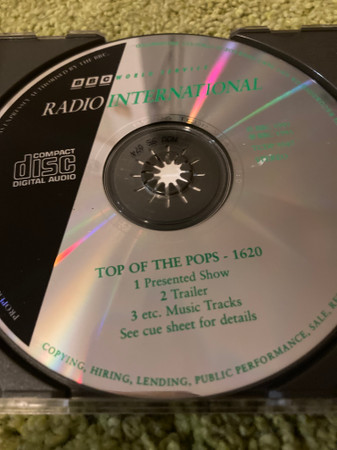 BBC WORLD SERVICE
RADIO INTERNATIONAL
COMPACT
disc
DIGITAL AUDIO
TOP OF THE POPS - 1620
1 Presented Show
2 Trailer
3 etc. Music Tracks
See cue sheet for details
COPYING, HIRING, LENDING, PUBLIC PERFORMANCE, SALE,